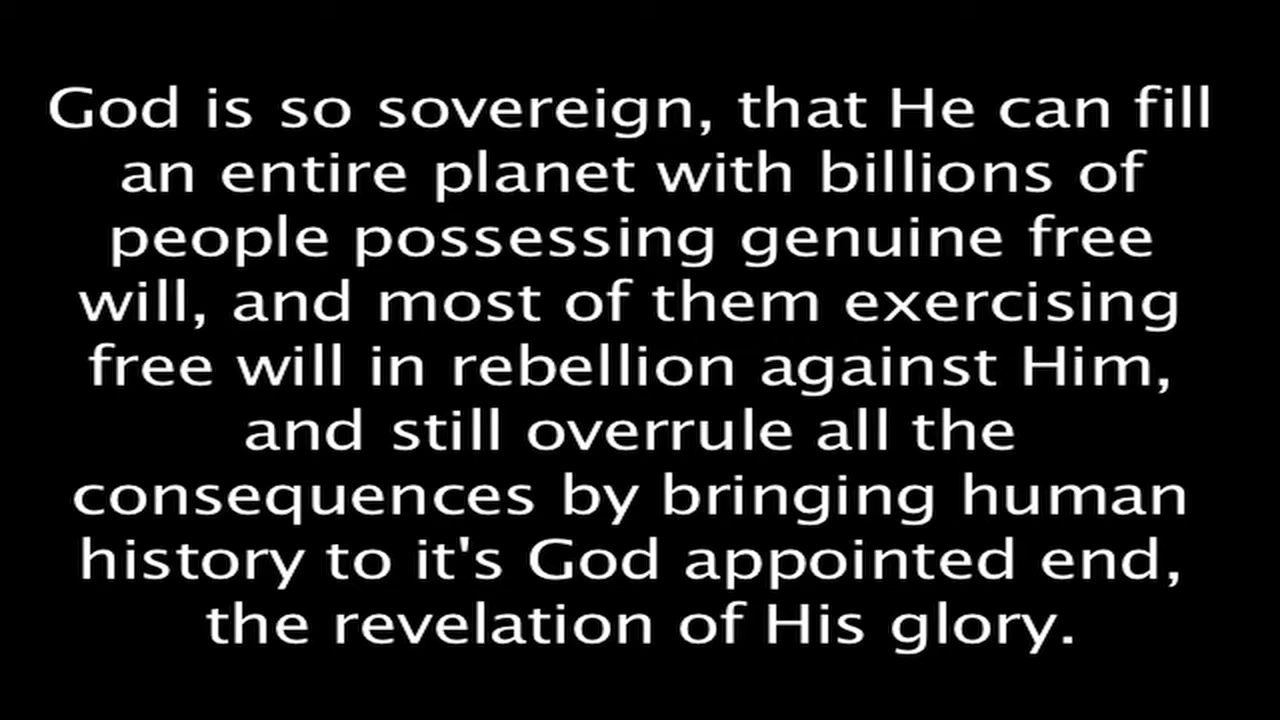 God is so sovereign, that He can fill
an entire planet with billions of
people possessing genuine free
will, and most of them exercising
free will in rebellion against Him,
and still overrule all the
consequences by bringing human
history to it's God appointed end,
the revelation of His glory.